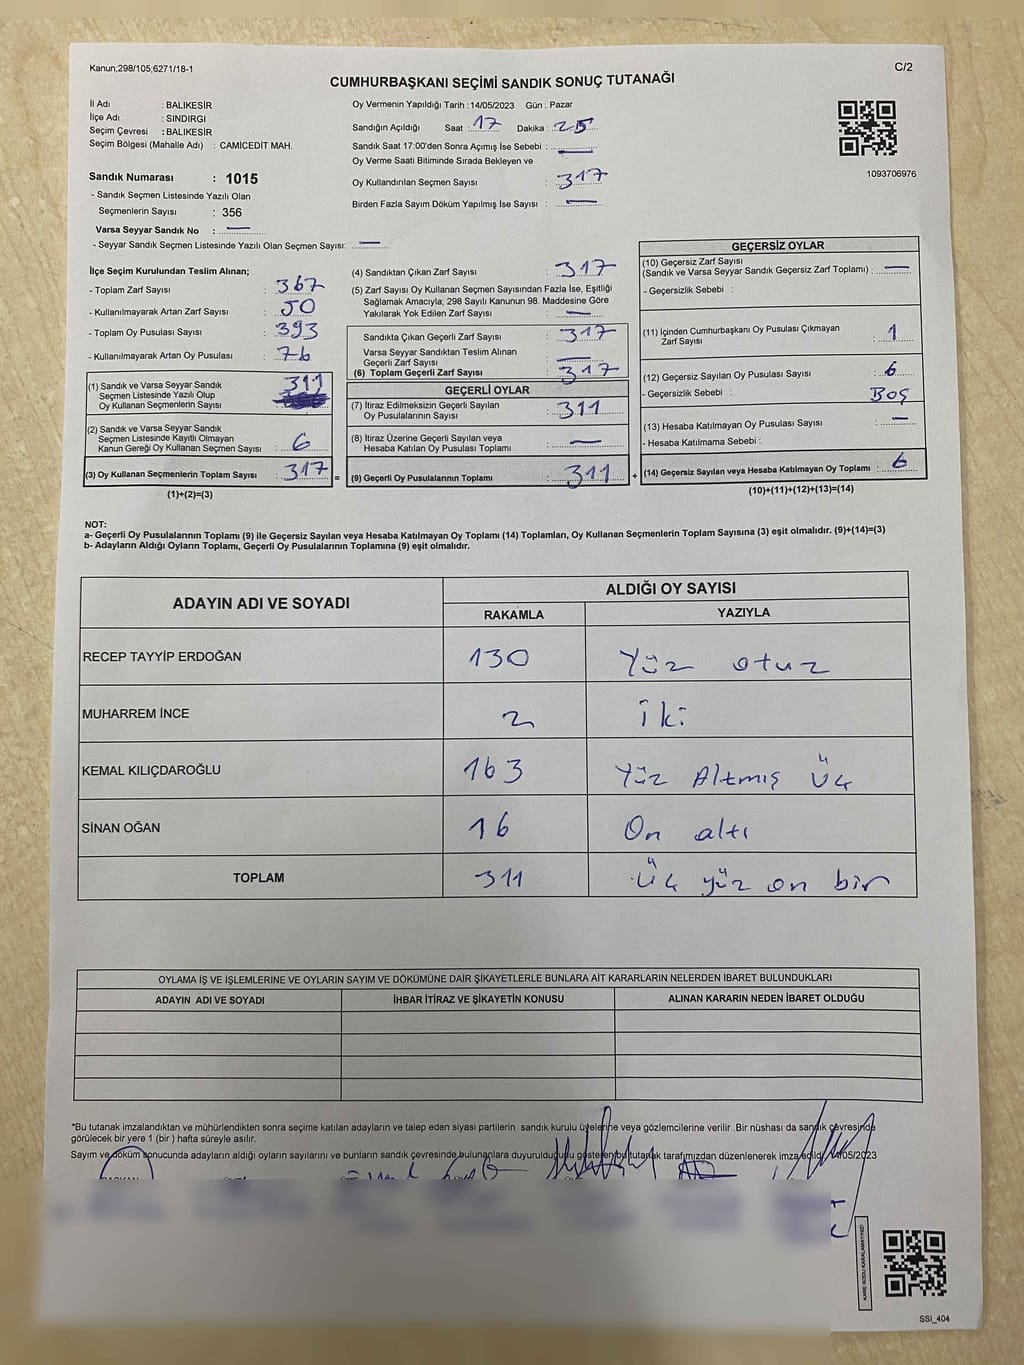 Kanun;298/105;6271/18-1
C/2
CUMHURBAŞKANI SEÇİMİ SANDIK SONUÇ TUTANAĞI
İl Adı : BALIKESİR
İlçe Adı : SINDIRGI
Seçim Çevresi : BALIKESİR
Seçim Bölgesi (Mahalle Adı) : CAMİCEDİT MAH.
Sandık Numarası : 1015
- Sandık Seçmen Listesinde Yazılı Olan
Seçmenlerin Sayısı : 356
Varsa Seyyar Sandık No : —
- Seyyar Sandık Seçmen Listesinde Yazılı Olan Seçmen Sayısı: —
Oy Vermenin Yapıldığı Tarih :14/05/2023 Gün : Pazar
Sandığın Açıldığı Saat : 17 Dakika : 25
Sandık Saat 17:00'den Sonra Açımış İse Sebebi : —
Oy Verme Saati Bitiminde Sırada Bekleyen ve
Oy Kullandırılan Seçmen Sayısı : 317
Birden Fazla Sayım Döküm Yapılmış İse Sayısı : —
1093706976
İlçe Seçim Kurulundan Teslim Alınan;
- Toplam Zarf Sayısı : 367
- Kullanılmayarak Artan Zarf Sayısı : 50
- Toplam Oy Pusulası Sayısı : 393
- Kullanılmayarak Artan Oy Pusulası : 76
(1) Sandık ve Varsa Seyyar Sandık
Seçmen Listesinde Yazılı Olup
Oy Kullanan Seçmenlerin Sayısı : 311
(2) Sandık ve Varsa Seyyar Sandık
Seçmen Listesinde Kayıtlı Olmayan
Kanun Gereği Oy Kullanan Seçmen Sayısı : 6
(3) Oy Kullanan Seçmenlerin Toplam Sayısı : 317 =
(1)+(2)=(3)
(4) Sandıktan Çıkan Zarf Sayısı : 317
(5) Zarf Sayısı Oy Kullanan Seçmen Sayısından Fazla İse, Eşitliği
Sağlamak Amacıyla; 298 Sayılı Kanunun 98. Maddesine Göre
Yakılarak Yok Edilen Zarf Sayısı : —
Sandıkta Çıkan Geçerli Zarf Sayısı : 317
Varsa Seyyar Sandıktan Teslim Alınan
Geçerli Zarf Sayısı : —
(6) Toplam Geçerli Zarf Sayısı : 317
GEÇERLİ OYLAR
(7) İtiraz Edilmeksizin Geçerli Sayılan
Oy Pusulalarının Sayısı : 311
(8) İtiraz Üzerine Geçerli Sayılan veya
Hesaba Katılan Oy Pusulası Toplamı : —
(9) Geçerli Oy Pusulalarının Toplamı : 311 +
GEÇERSİZ OYLAR
(10) Geçersiz Zarf Sayısı
(Sandık ve Varsa Seyyar Sandık Geçersiz Zarf Toplamı) : —
- Geçersizlik Sebebi :
(11) İçinden Cumhurbaşkanı Oy Pusulası Çıkmayan
Zarf Sayısı : 1
(12) Geçersiz Sayılan Oy Pusulası Sayısı : 6
- Geçersizlik Sebebi : BOŞ
(13) Hesaba Katılmayan Oy Pusulası Sayısı : —
- Hesaba Katılmama Sebebi :
(14) Geçersiz Sayılan veya Hesaba Katılmayan Oy Toplamı : 6
(10)+(11)+(12)+(13)=(14)
NOT:
a- Geçerli Oy Pusulalarının Toplamı (9) ile Geçersiz Sayılan veya Hesaba Katılmayan Oy Toplamı (14) Toplamları, Oy Kullanan Seçmenlerin Toplam Sayısına (3) eşit olmalıdır. (9)+(14)=(3)
b- Adayların Aldığı Oyların Toplamı, Geçerli Oy Pusulalarının Toplamına (9) eşit olmalıdır.
ADAYIN ADI VE SOYADI
ALDIĞI OY SAYISI
RAKAMLA YAZIYLA
RECEP TAYYİP ERDOĞAN 130 Yüz otuz
MUHARREM İNCE 2 İki
KEMAL KILIÇDAROĞLU 163 Yüz Altmış Üç
SİNAN OĞAN 16 On altı
TOPLAM 311 Üç yüz on bir
OYLAMA İŞ VE İŞLEMLERİNE VE OYLARIN SAYIM VE DÖKÜMÜNE DAİR ŞİKAYETLERLE BUNLARA AİT KARARLARIN NELERDEN İBARET BULUNDUKLARI
ADAYIN ADI VE SOYADI İHBAR İTİRAZ VE ŞİKAYETİN KONUSU ALINAN KARARIN NEDEN İBARET OLDUĞU
*Bu tutanak imzalandıktan ve mühürlendikten sonra seçime katılan adayların ve talep eden siyasi partilerin sandık kurulu üyelerine veya gözlemcilerine verilir .Bir nüshası da sandık çevresinde
görülecek bir yere 1 (bir ) hafta süreyle asılır.
Sayım ve döküm sonucunda adayların aldığı oyların sayılarını ve bunların sandık çevresinde bulunanlara duyurulduğunu gösteren bu tutanak tarafımızdan düzenlenerek imza edildi. 14/05/2023
KARE KODU KARALAMAYINIZ!
SSI_404